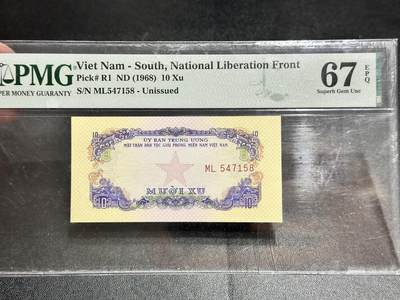 PMG
PER MONEY GUARANTY
Viet Nam - South, National Liberation Front
Pick# R1 ND (1968) 10 Xu
S/N ML547158 - Unissued
67 EPQ
Superb Gem Unc
10 10
ỦY BAN TRUNG ƯƠNG
MẶT TRẬN DÂN TỘC GIẢI PHÓNG MIỀN NAM VIỆT NAM
ML 547158
MƯỜI XU
10 10